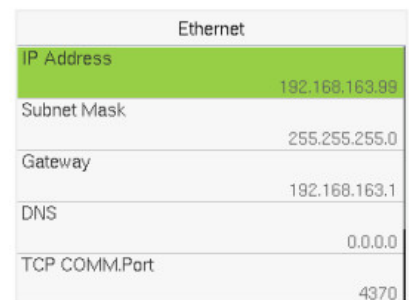 Ethernet
IP Address
192.168.163.99
Subnet Mask
255.255.255.0
Gateway
192.168.163.1
DNS
0.0.0.0
TCP COMM.Port
4370